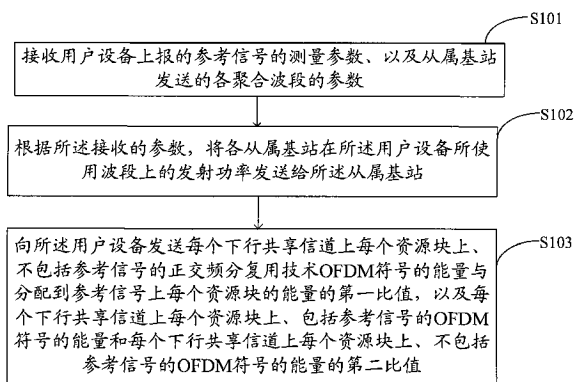 S101
接收用户设备上报的参考信号的测量参数、以及从属基站
发送的各聚合波段的参数
S102
根据所述接收的参数，将各从属基站在所述用户设备所使
用波段上的发射功率发送给所述从属基站
S103
向所述用户设备发送每个下行共享信道上每个资源块上、
不包括参考信号的正交频分复用技术OFDM符号的能量与
分配到参考信号上每个资源块的能量的第一比值，以及每
个下行共享信道上每个资源块上、包括参考信号的OFDM
符号的能量和每个下行共享信道上每个资源块上、不包括
参考信号的OFDM符号的能量的第二比值